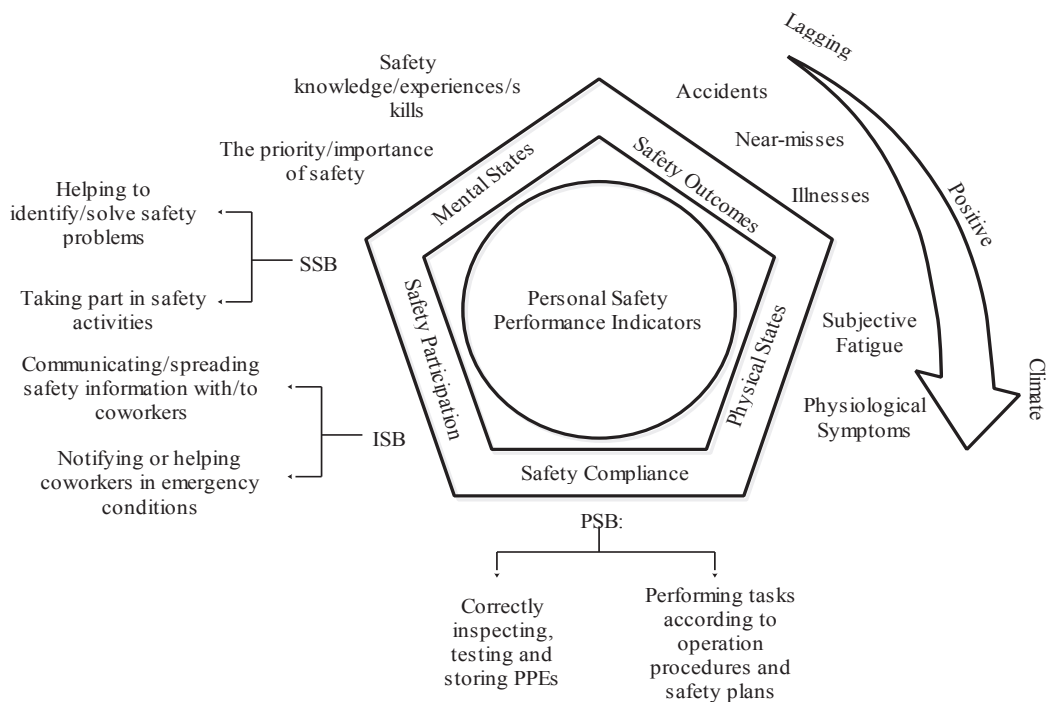 Lagging
Positive
Climate
Safety
knowledge/experiences/s
kills
The priority/importance
of safety
Accidents
Near-misses
Illnesses
Mental States
Safety Outcomes
Helping to
identify/solve safety
problems
SSB
Taking part in safety
activities
Personal Safety
Performance Indicators
Safety Participation
Physical States
Subjective
Fatigue
Physiological
Symptoms
Communicating/spreading
safety information with/to
coworkers
ISB
Notifying or helping
coworkers in emergency
conditions
Safety Compliance
PSB:
Correctly
inspecting,
testing and
storing PPEs
Performing tasks
according to
operation
procedures and
safety plans